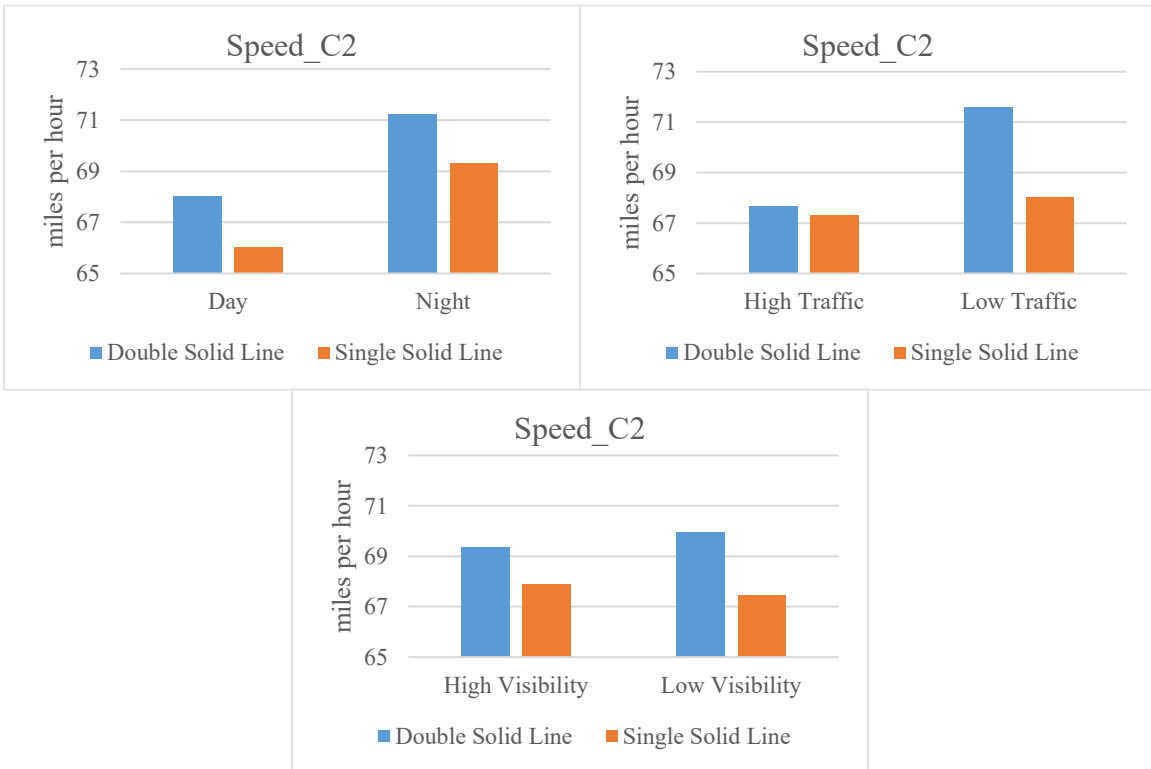 Speed_C2
miles per hour
73
71
69
67
65
Day Night
Double Solid Line Single Solid Line
Speed_C2
miles per hour
73
71
69
67
65
High Traffic Low Traffic
Double Solid Line Single Solid Line
Speed_C2
miles per hour
73
71
69
67
65
High Visibility Low Visibility
Double Solid Line Single Solid Line